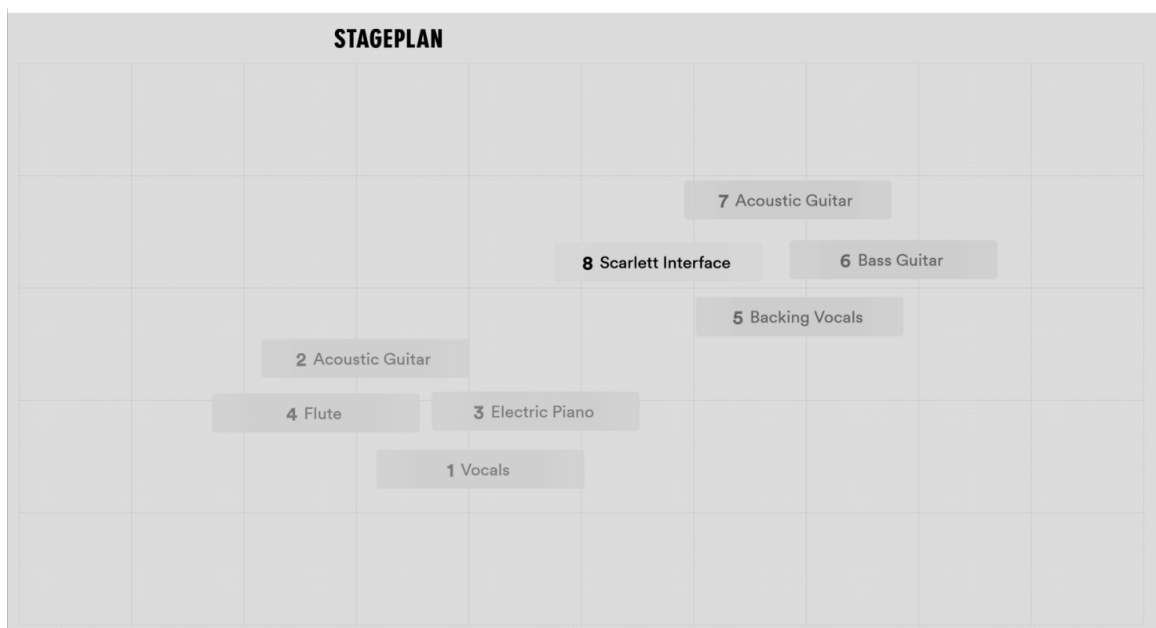 STAGEPLAN
7 Acoustic Guitar
8 Scarlett Interface
6 Bass Guitar
5 Backing Vocals
2 Acoustic Guitar
4 Flute
3 Electric Piano
1 Vocals